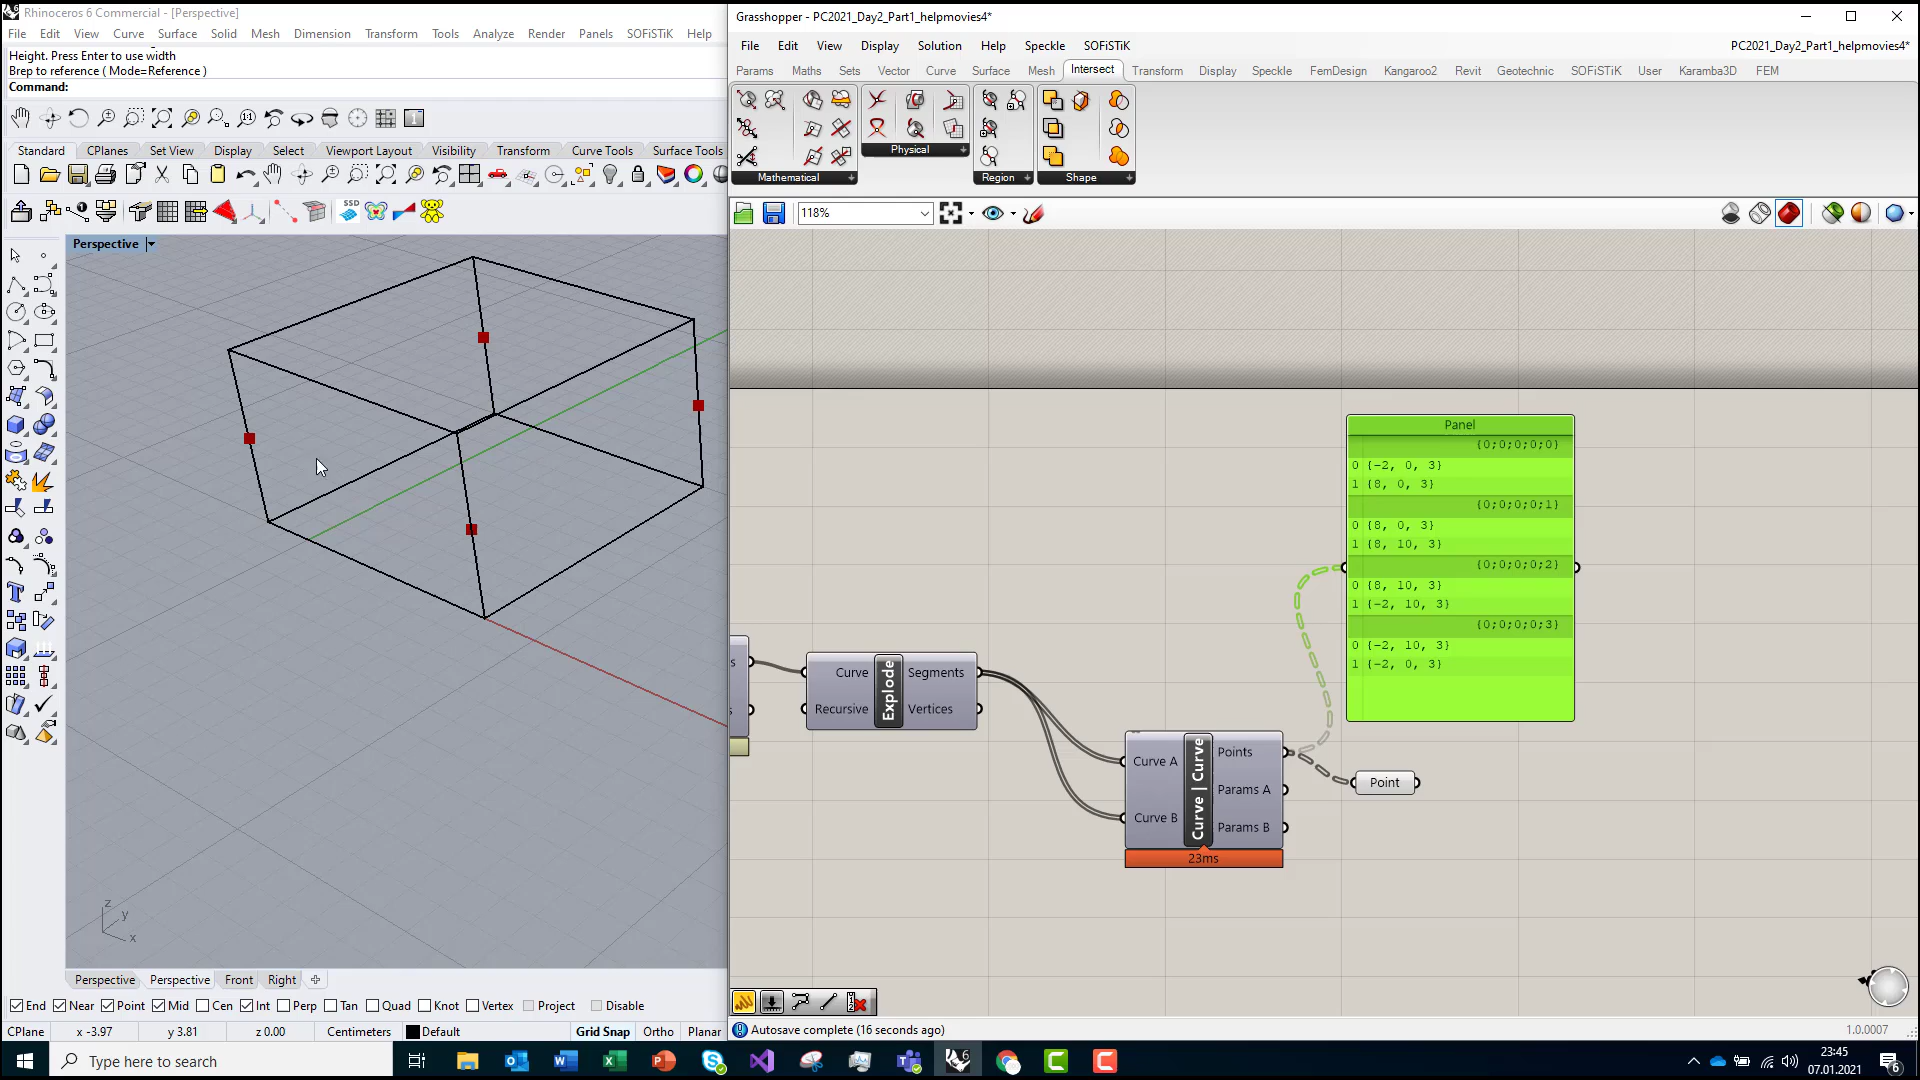 Rhinoceros 6 Commercial - [Perspective]
File Edit View Curve Surface Solid Mesh Dimension Transform Tools Analyze Render Panels SOFiSTiK Help
Height. Press Enter to use width
Brep to reference ( Mode=Reference )
Command:
Standard CPlanes Set View Display Select Viewport Layout Visibility Transform Curve Tools Surface Tools
Perspective
z
y
x
Perspective Perspective Front Right
End Near Point Mid Cen Int Perp Tan Quad Knot Vertex Project Disable
CPlane x -3.97 y 3.81 z 0.00 Centimeters Default Grid Snap Ortho Planar
Grasshopper - PC2021_Day2_Part1_helpmovies4*
File Edit View Display Solution Help Speckle SOFiSTiK PC2021_Day2_Part1_helpmovies4*
Params Maths Sets Vector Curve Surface Mesh Intersect Transform Display Speckle FemDesign Kangaroo2 Revit Geotechnic SOFiSTiK User Karamba3D FEM
Mathematical Physical Region Shape
118%
Panel
{0;0;0;0;0}
0 {-2, 0, 3}
1 {8, 0, 3}
{0;0;0;0;1}
0 {8, 0, 3}
1 {8, 10, 3}
{0;0;0;0;2}
0 {8, 10, 3}
1 {-2, 10, 3}
{0;0;0;0;3}
0 {-2, 10, 3}
1 {-2, 0, 3}
s
Curve Explode Segments
Recursive Vertices
Curve A Curve | Curve Points
Params A
Curve B Params B
23ms
Point
Autosave complete (16 seconds ago) 1.0.0007
Type here to search
23:45
07.01.2021
6